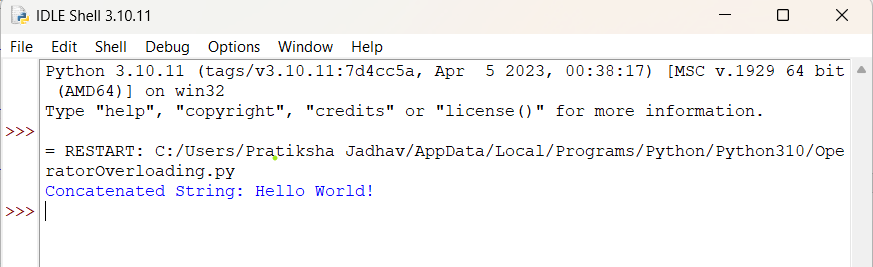 IDLE Shell 3.10.11
File Edit Shell Debug Options Window Help
Python 3.10.11 (tags/v3.10.11:7d4cc5a, Apr  5 2023, 00:38:17) [MSC v.1929 64 bit
 (AMD64)] on win32
Type "help", "copyright", "credits" or "license()" for more information.
>>>
= RESTART: C:/Users/Pratiksha Jadhav/AppData/Local/Programs/Python/Python310/Ope
ratorOverloading.py
Concatenated String: Hello World!
>>>